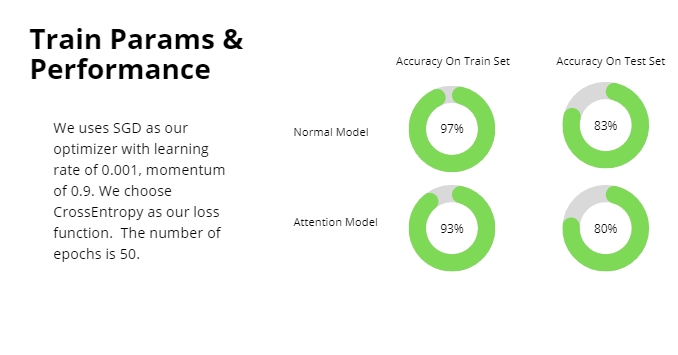 Train Params &
Performance
We uses SGD as our
optimizer with learning
rate of 0.001, momentum
of 0.9. We choose
CrossEntropy as our loss
function.  The number of
epochs is 50.
Accuracy On Train Set
Accuracy On Test Set
Normal Model
97%
83%
Attention Model
93%
80%